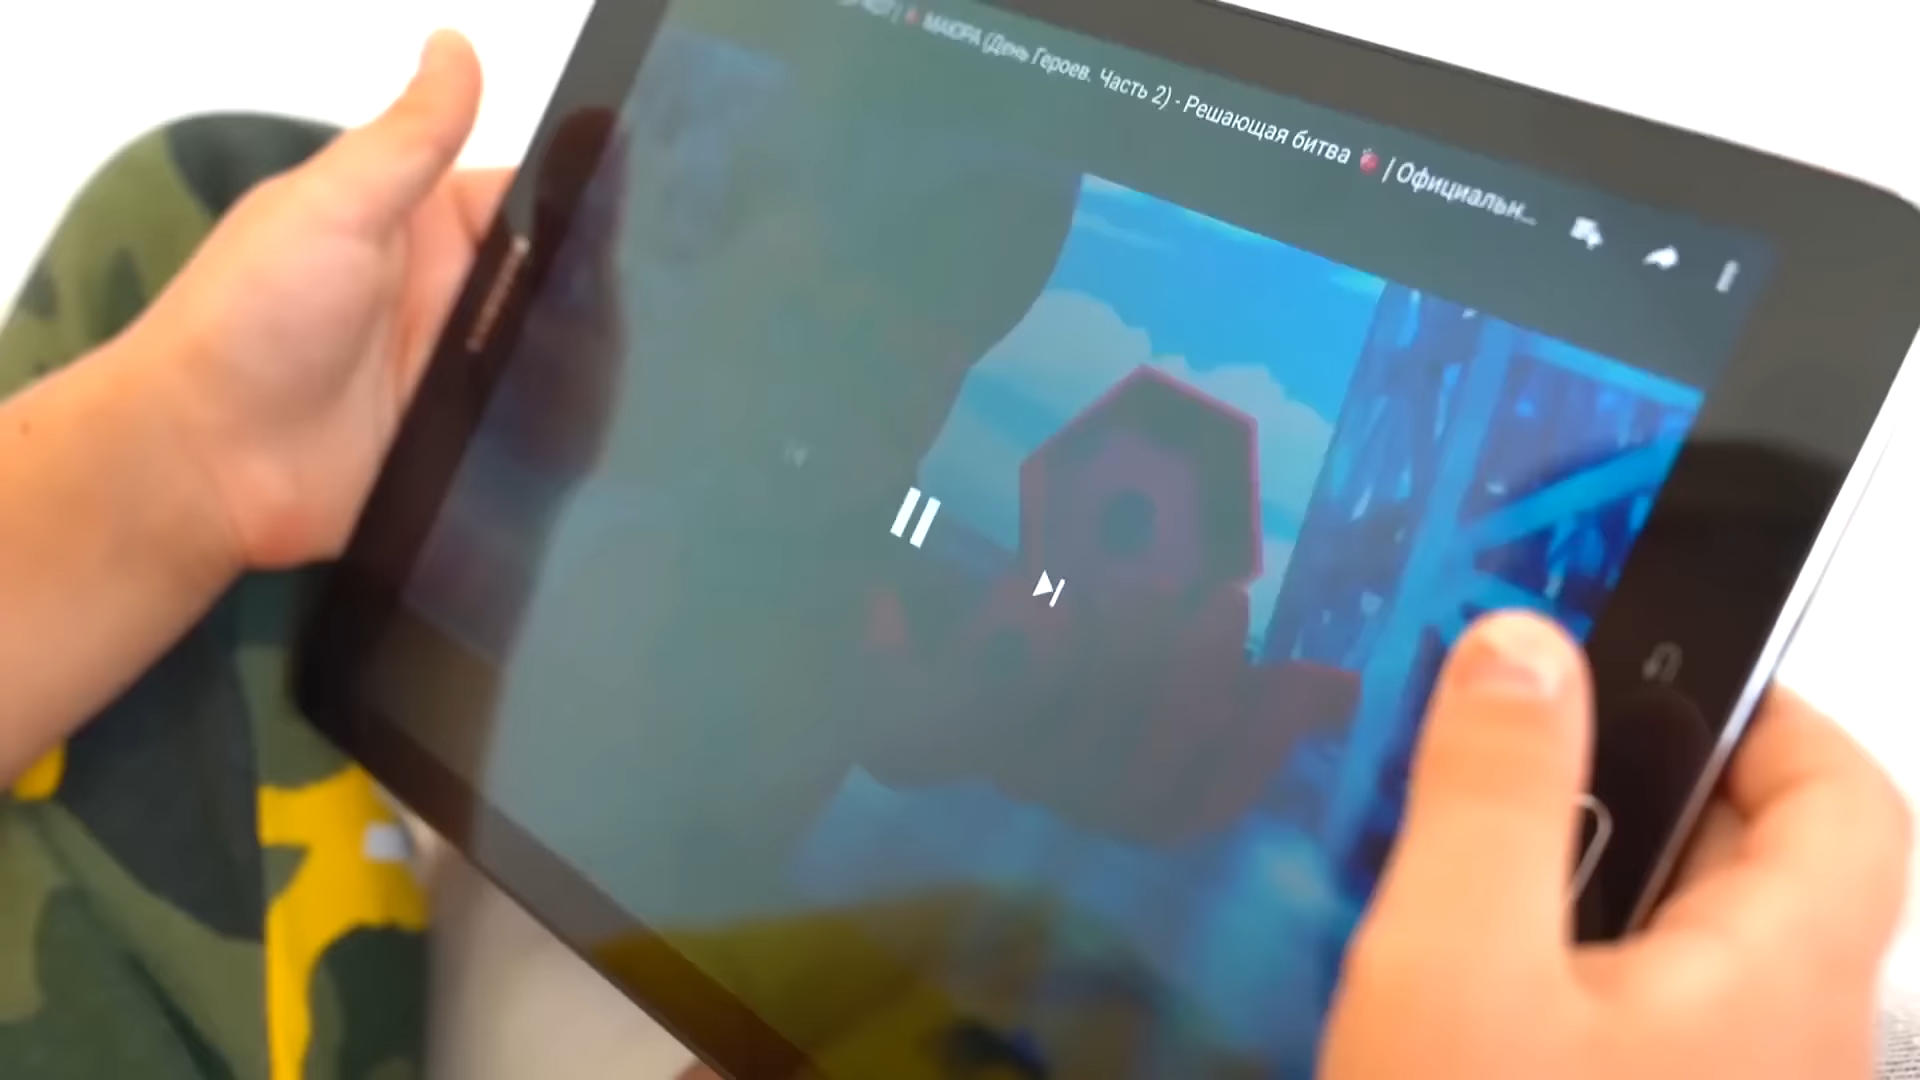 МАЮРА (День Героев. Часть 2) - Решающая битва 🐞 | Официальн...